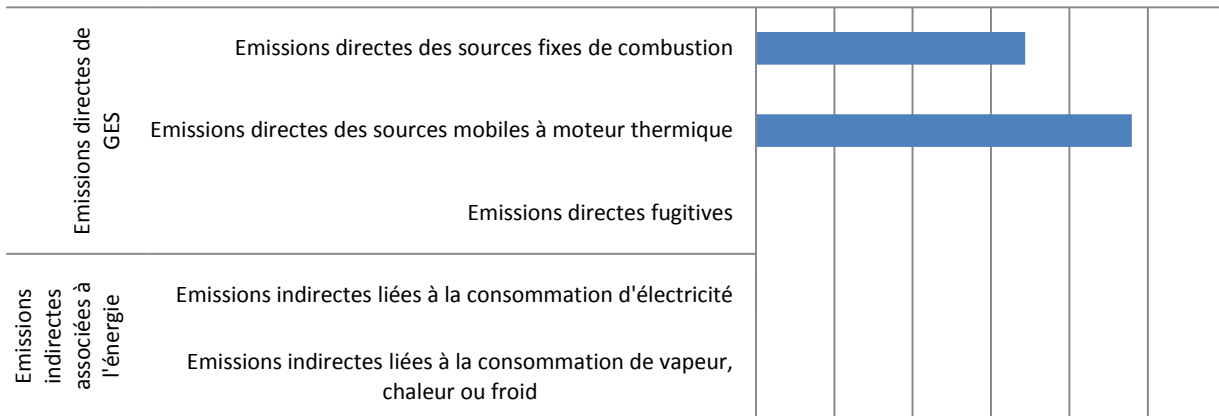 Emissions directes de
GES
Emissions directes des sources fixes de combustion
Emissions directes des sources mobiles à moteur thermique
Emissions directes fugitives
Emissions
indirectes
associées à
l'énergie
Emissions indirectes liées à la consommation d'électricité
Emissions indirectes liées à la consommation de vapeur,
chaleur ou froid